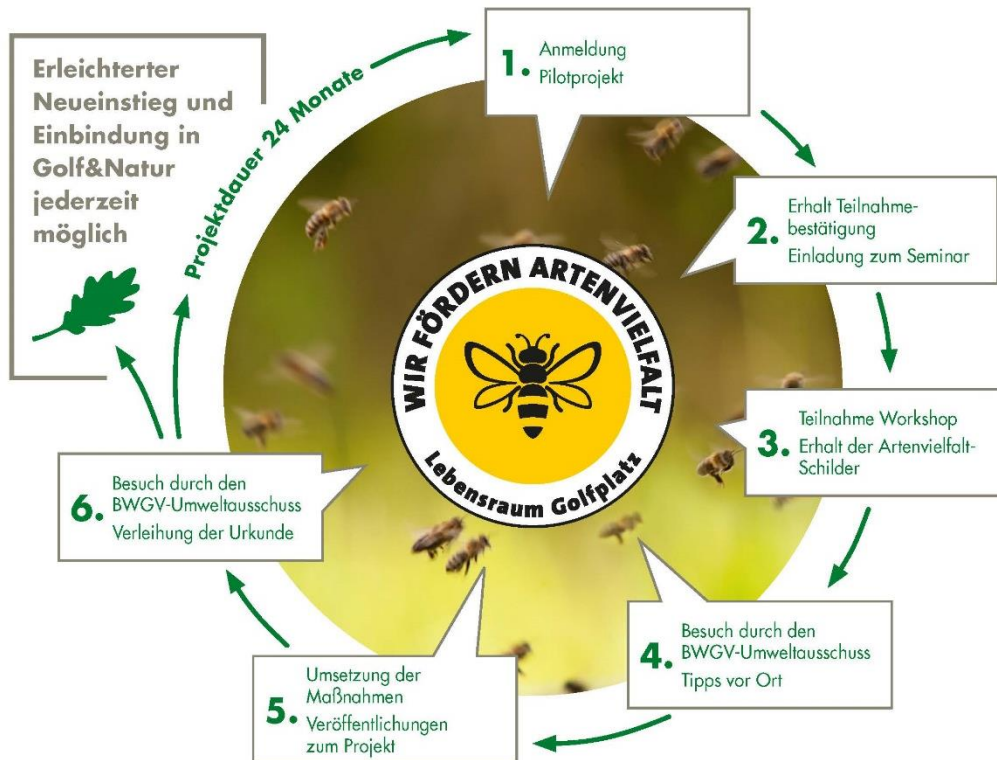 Erleichterter
Neueinstieg und
Einbindung in
Golf&Natur
jederzeit
möglich
Projektdauer 24 Monate
1. Anmeldung
Pilotprojekt
2. Erhalt Teilnahme-
bestätigung
Einladung zum Seminar
3. Teilnahme Workshop
Erhalt der Artenvielfalt-
Schilder
4. Besuch durch den
BWGV-Umweltausschuss
Tipps vor Ort
5. Umsetzung der
Maßnahmen
Veröffentlichungen
zum Projekt
6. Besuch durch den
BWGV-Umweltausschuss
Verleihung der Urkunde
WIR FÖRDERN ARTENVIELFALT
Lebensraum Golfplatz